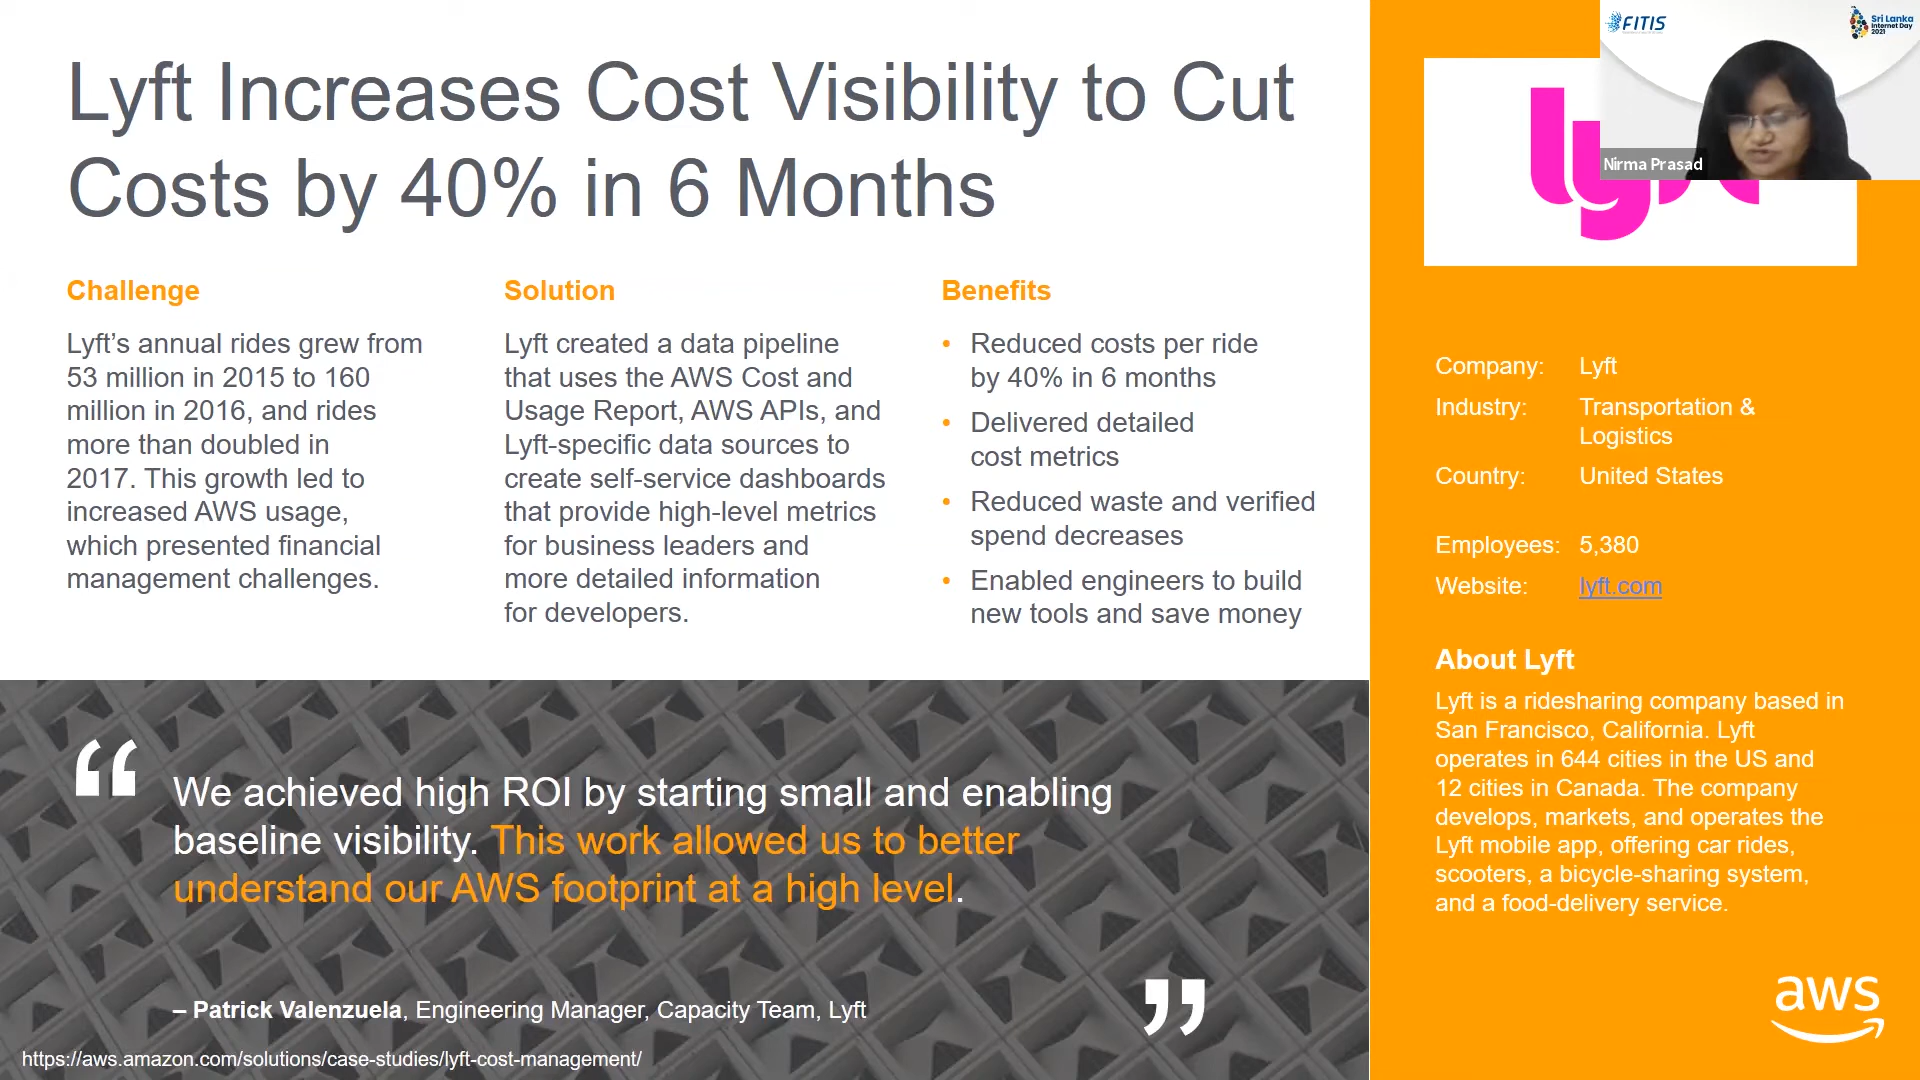 Lyft Increases Cost Visibility to Cut
Costs by 40% in 6 Months
Challenge
Lyft’s annual rides grew from
53 million in 2015 to 160
million in 2016, and rides
more than doubled in
2017. This growth led to
increased AWS usage,
which presented financial
management challenges.
Solution
Lyft created a data pipeline
that uses the AWS Cost and
Usage Report, AWS APIs, and
Lyft-specific data sources to
create self-service dashboards
that provide high-level metrics
for business leaders and
more detailed information
for developers.
Benefits
• Reduced costs per ride
by 40% in 6 months
• Delivered detailed
cost metrics
• Reduced waste and verified
spend decreases
• Enabled engineers to build
new tools and save money
“
We achieved high ROI by starting small and enabling
baseline visibility. This work allowed us to better
understand our AWS footprint at a high level.
”
– Patrick Valenzuela, Engineering Manager, Capacity Team, Lyft
https://aws.amazon.com/solutions/case-studies/lyft-cost-management/
FITIS
Sri Lanka
Internet Day
2021
Nirma Prasad
lyft
Company: Lyft
Industry: Transportation &
Logistics
Country: United States
Employees: 5,380
Website: lyft.com
About Lyft
Lyft is a ridesharing company based in
San Francisco, California. Lyft
operates in 644 cities in the US and
12 cities in Canada. The company
develops, markets, and operates the
Lyft mobile app, offering car rides,
scooters, a bicycle-sharing system,
and a food-delivery service.
aws